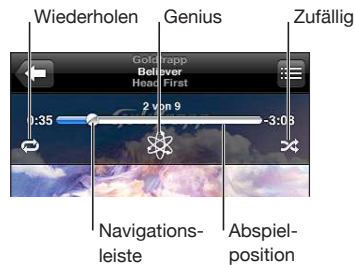 Wiederholen Genius Zufällig
Goldfrapp
Believer
Head First
2 von 9
0:35 -3:08
Navigations-
leiste
Abspiel-
position